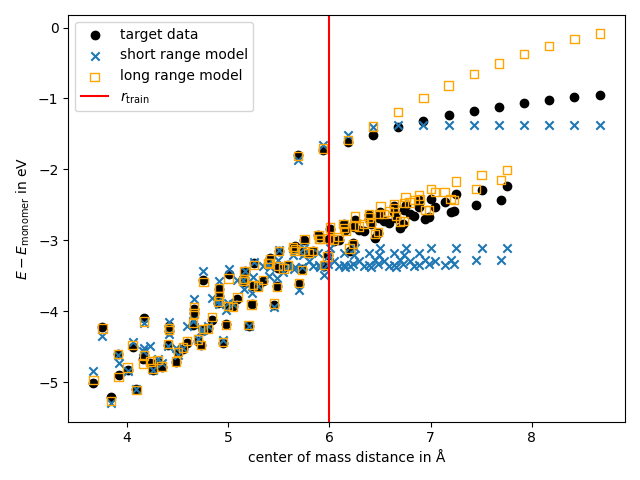 target data
short range model
long range model
r_train
E − E_monomer in eV
0
−1
−2
−3
−4
−5
4
5
6
7
8
center of mass distance in Å